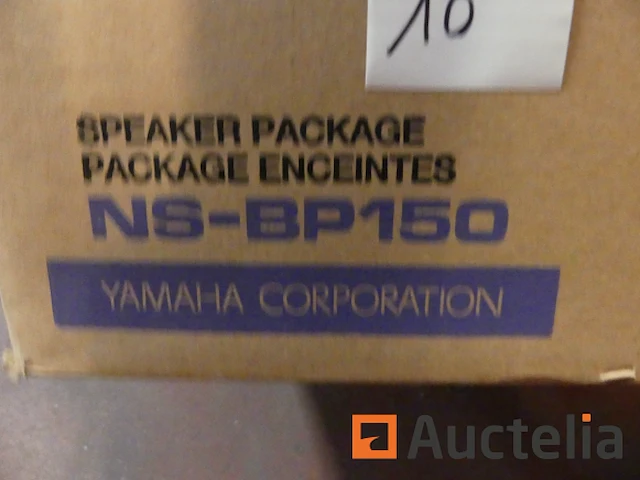 10
SPEAKER PACKAGE
PACKAGE ENCEINTES
NS-BP150
YAMAHA CORPORATION
Auctelia